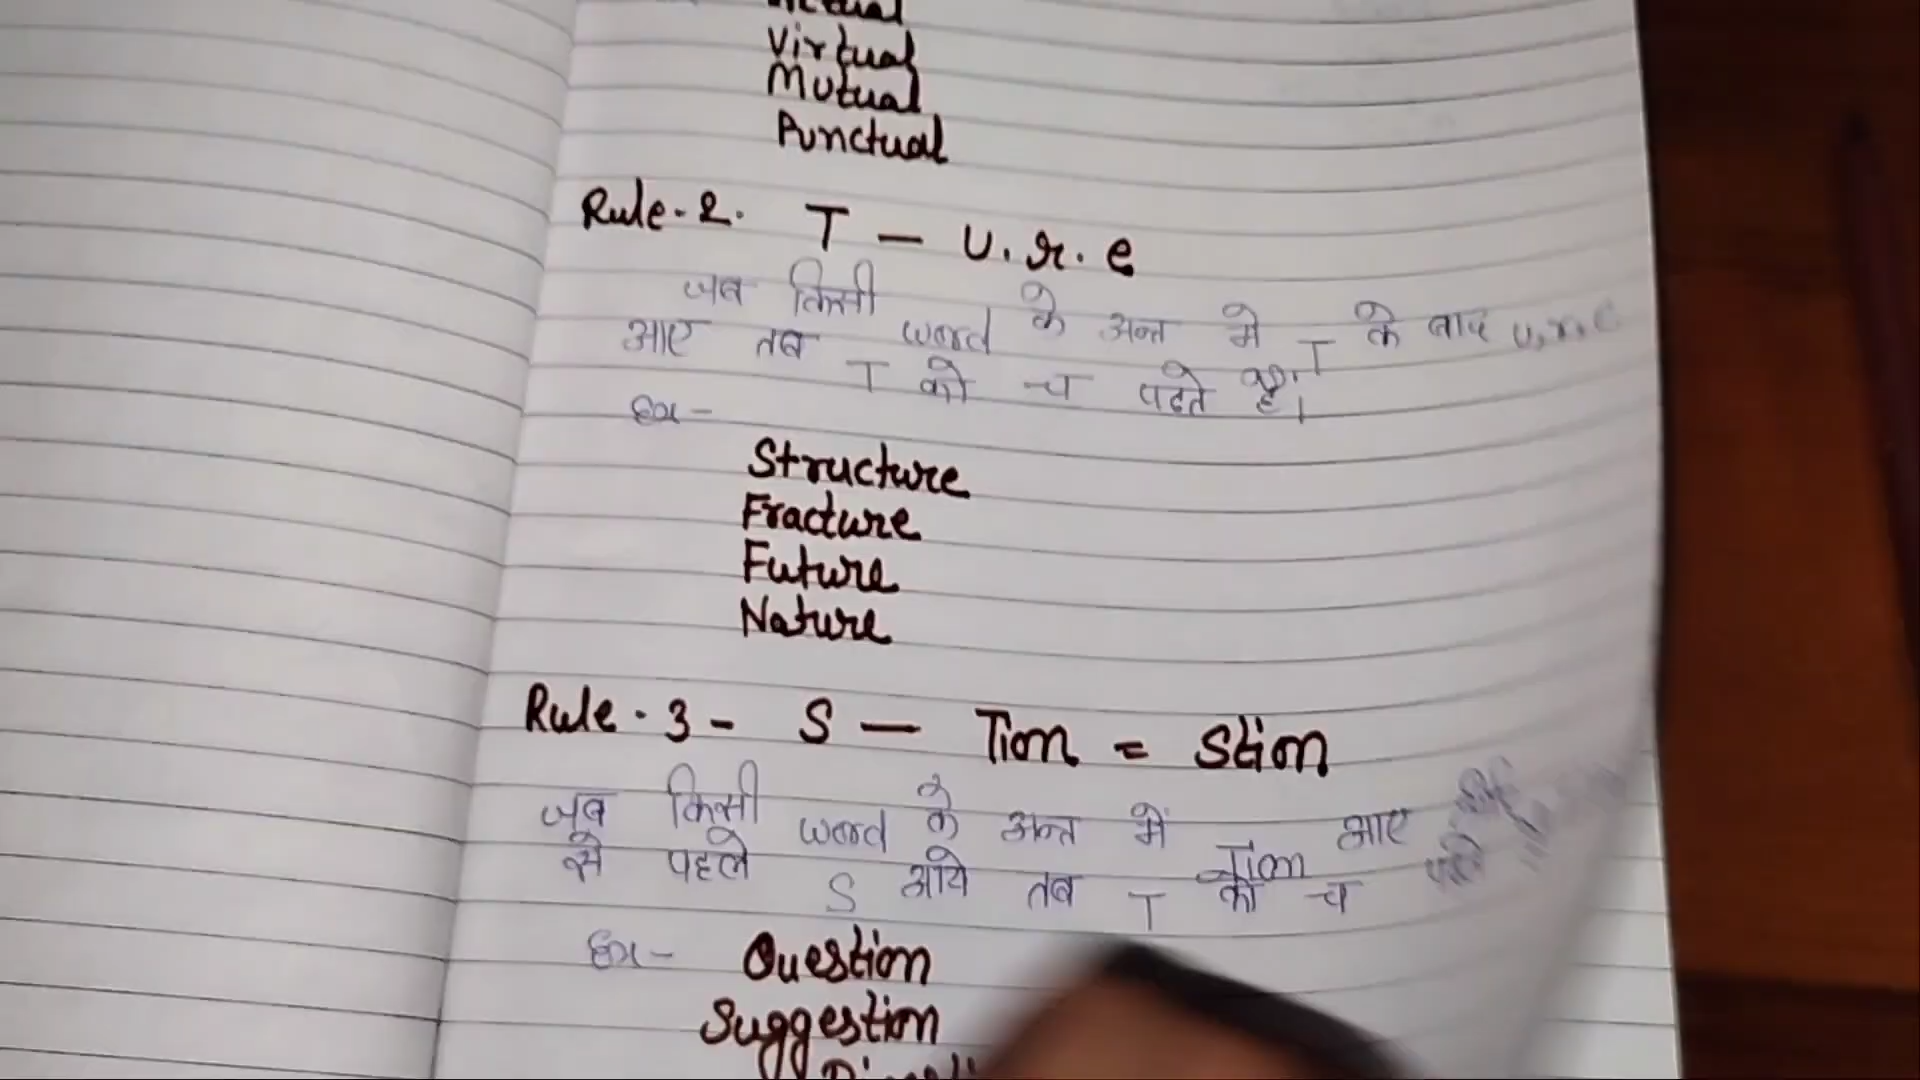 Virtual
Mutual
Punctual
Rule-2. T — U.r.e
जब किसी word के अन्त मे T के बाद u,r,e
आए तब T को च पढते है।
Ex-
Structure
Fracture
Future
Nature
Rule.3- S — Tion = Stion
जब किसी word के अन्त में Tion आए
से पहले S आये तब T को च
Ex- Question
Suggestion